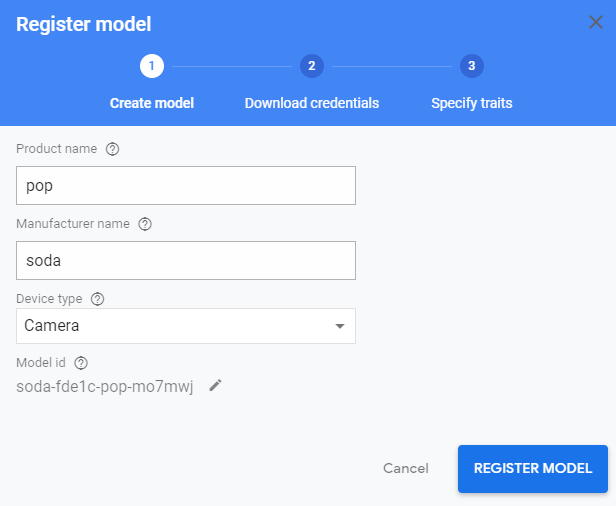 Register model
1
2
3
Create model
Download credentials
Specify traits
Product name
pop
Manufacturer name
soda
Device type
Camera
Model id
soda-fde1c-pop-mo7mwj
Cancel
REGISTER MODEL